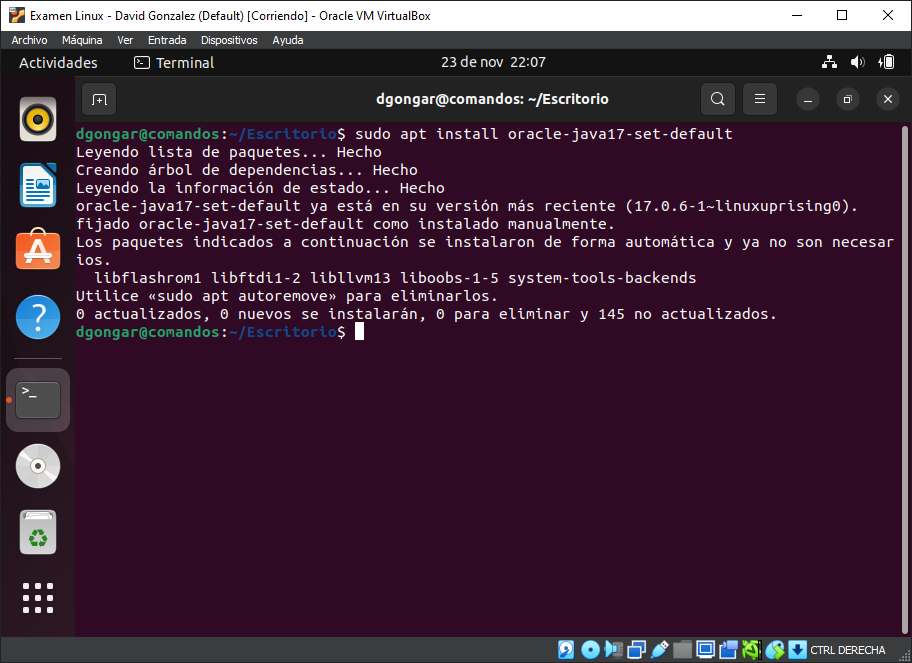 Examen Linux - David Gonzalez (Default) [Corriendo] - Oracle VM VirtualBox
Archivo Máquina Ver Entrada Dispositivos Ayuda
Actividades Terminal 23 de nov 22:07
dgongar@comandos: ~/Escritorio
dgongar@comandos:~/Escritorio$ sudo apt install oracle-java17-set-default
Leyendo lista de paquetes... Hecho
Creando árbol de dependencias... Hecho
Leyendo la información de estado... Hecho
oracle-java17-set-default ya está en su versión más reciente (17.0.6-1~linuxuprising0).
fijado oracle-java17-set-default como instalado manualmente.
Los paquetes indicados a continuación se instalaron de forma automática y ya no son necesar
ios.
libflashrom1 libftdi1-2 libllvm13 liboobs-1-5 system-tools-backends
Utilice «sudo apt autoremove» para eliminarlos.
0 actualizados, 0 nuevos se instalarán, 0 para eliminar y 145 no actualizados.
dgongar@comandos:~/Escritorio$
CTRL DERECHA